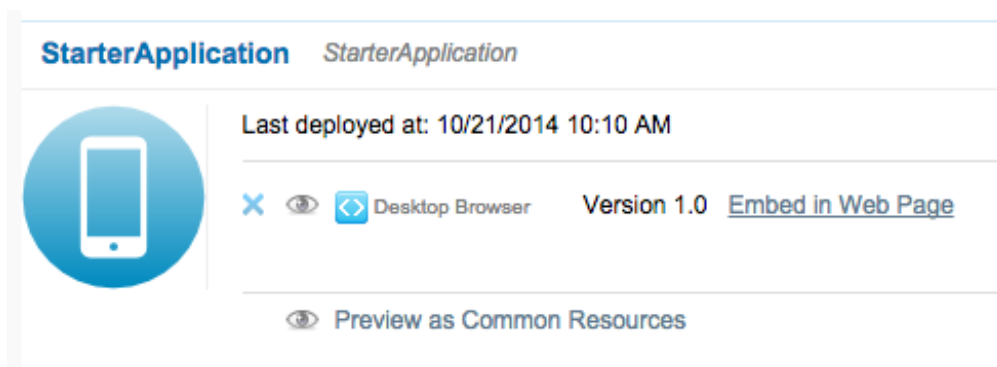 StarterApplication StarterApplication
Last deployed at: 10/21/2014 10:10 AM
Desktop Browser Version 1.0 Embed in Web Page
Preview as Common Resources